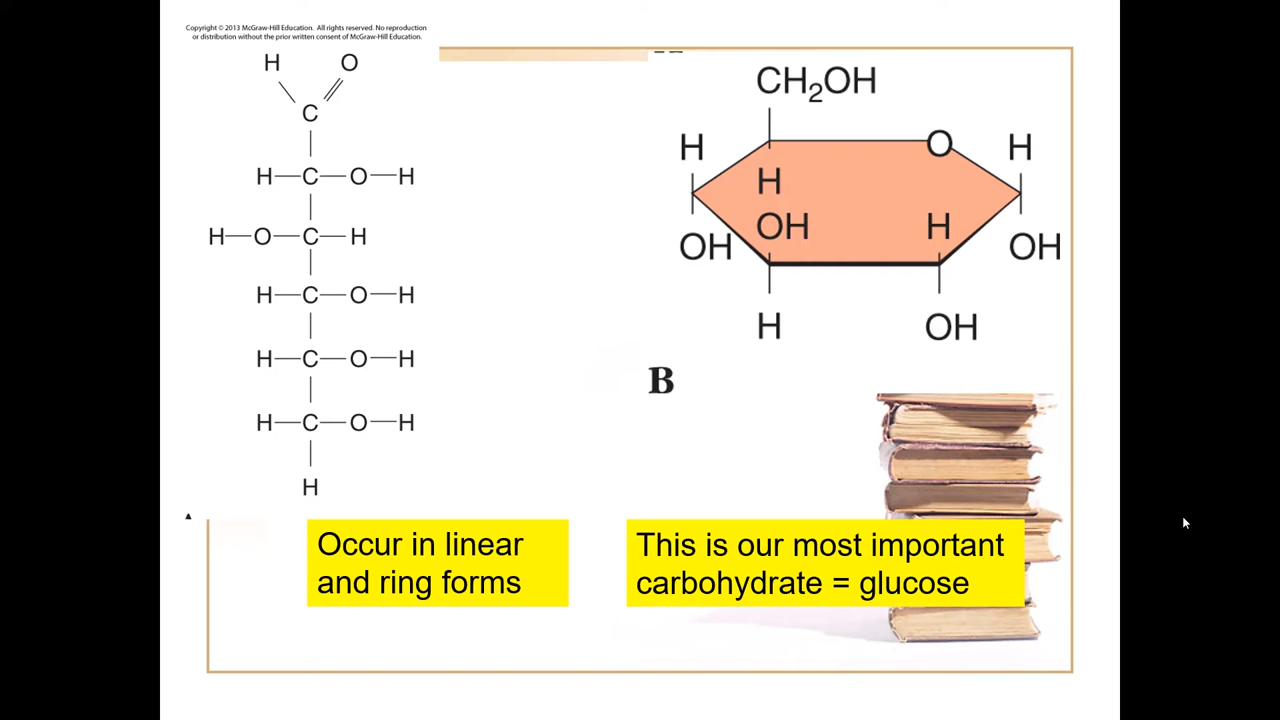 Copyright © 2013 McGraw-Hill Education. All rights reserved. No reproduction
or distribution without the prior written consent of McGraw-Hill Education.
H O
C
H—C—O—H
H—O—C—H
H—C—O—H
H—C—O—H
H—C—O—H
H
CH₂OH
H O H
H
OH OH H OH
H OH
B
Occur in linear
and ring forms
This is our most important
carbohydrate = glucose